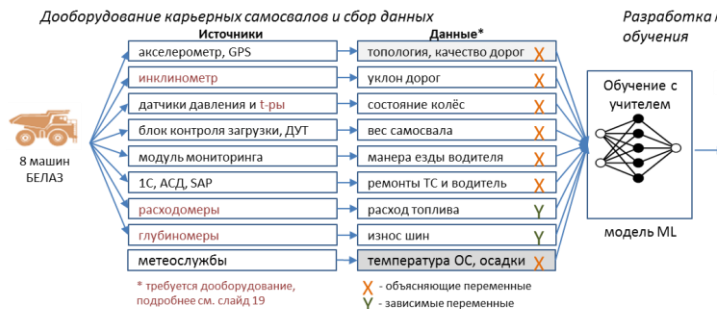 Дооборудование карьерных самосвалов и сбор данных
Разработка
обучения
Источники
Данные*
акселерометр, GPS
топология, качество дорог X
инклинометр
уклон дорог X
датчики давления и t-ры
состояние колёс X
блок контроля загрузки, ДУТ
вес самосвала X
модуль мониторинга
манера езды водителя X
1С, АСД, SAP
ремонты ТС и водитель X
расходомеры
расход топлива Y
глубиномеры
износ шин Y
метеослужбы
температура ОС, осадки X
8 машин
БЕЛАЗ
Обучение с
учителем
модель ML
* требуется дооборудование,
подробнее см. слайд 19
X - объясняющие переменные
Y - зависимые переменные